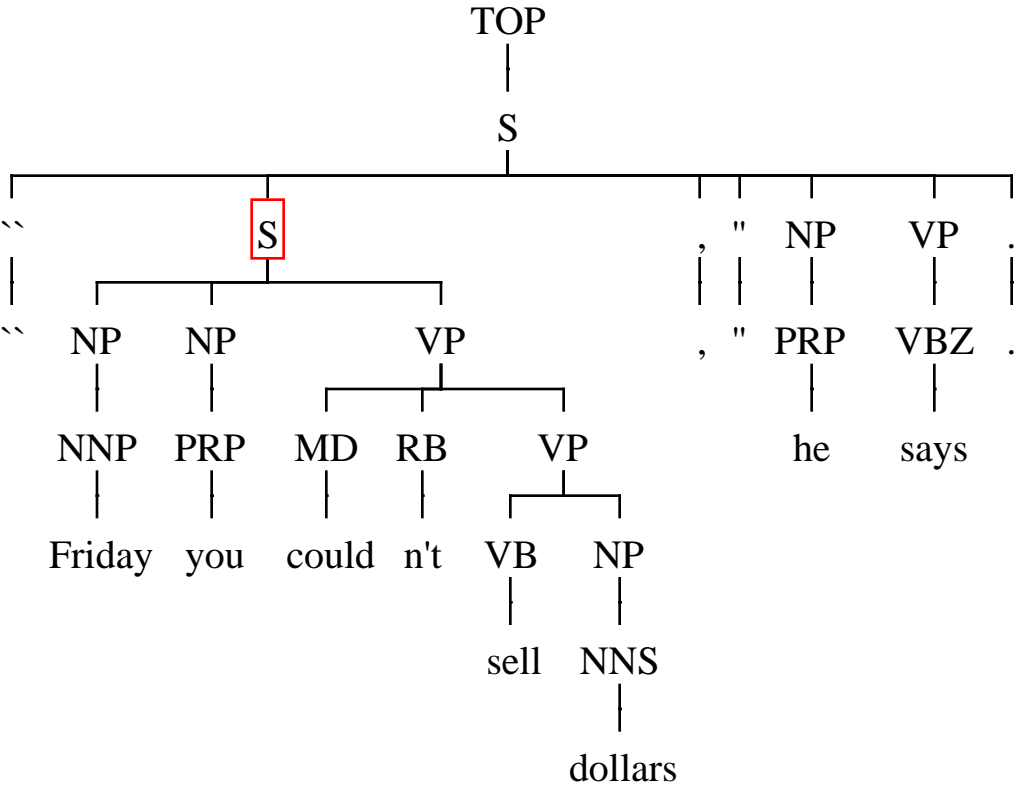 TOP
S
`` S , " NP VP .
`` NP NP VP , " PRP VBZ .
NNP PRP MD RB VP he says
Friday you could n't VB NP
sell NNS
dollars